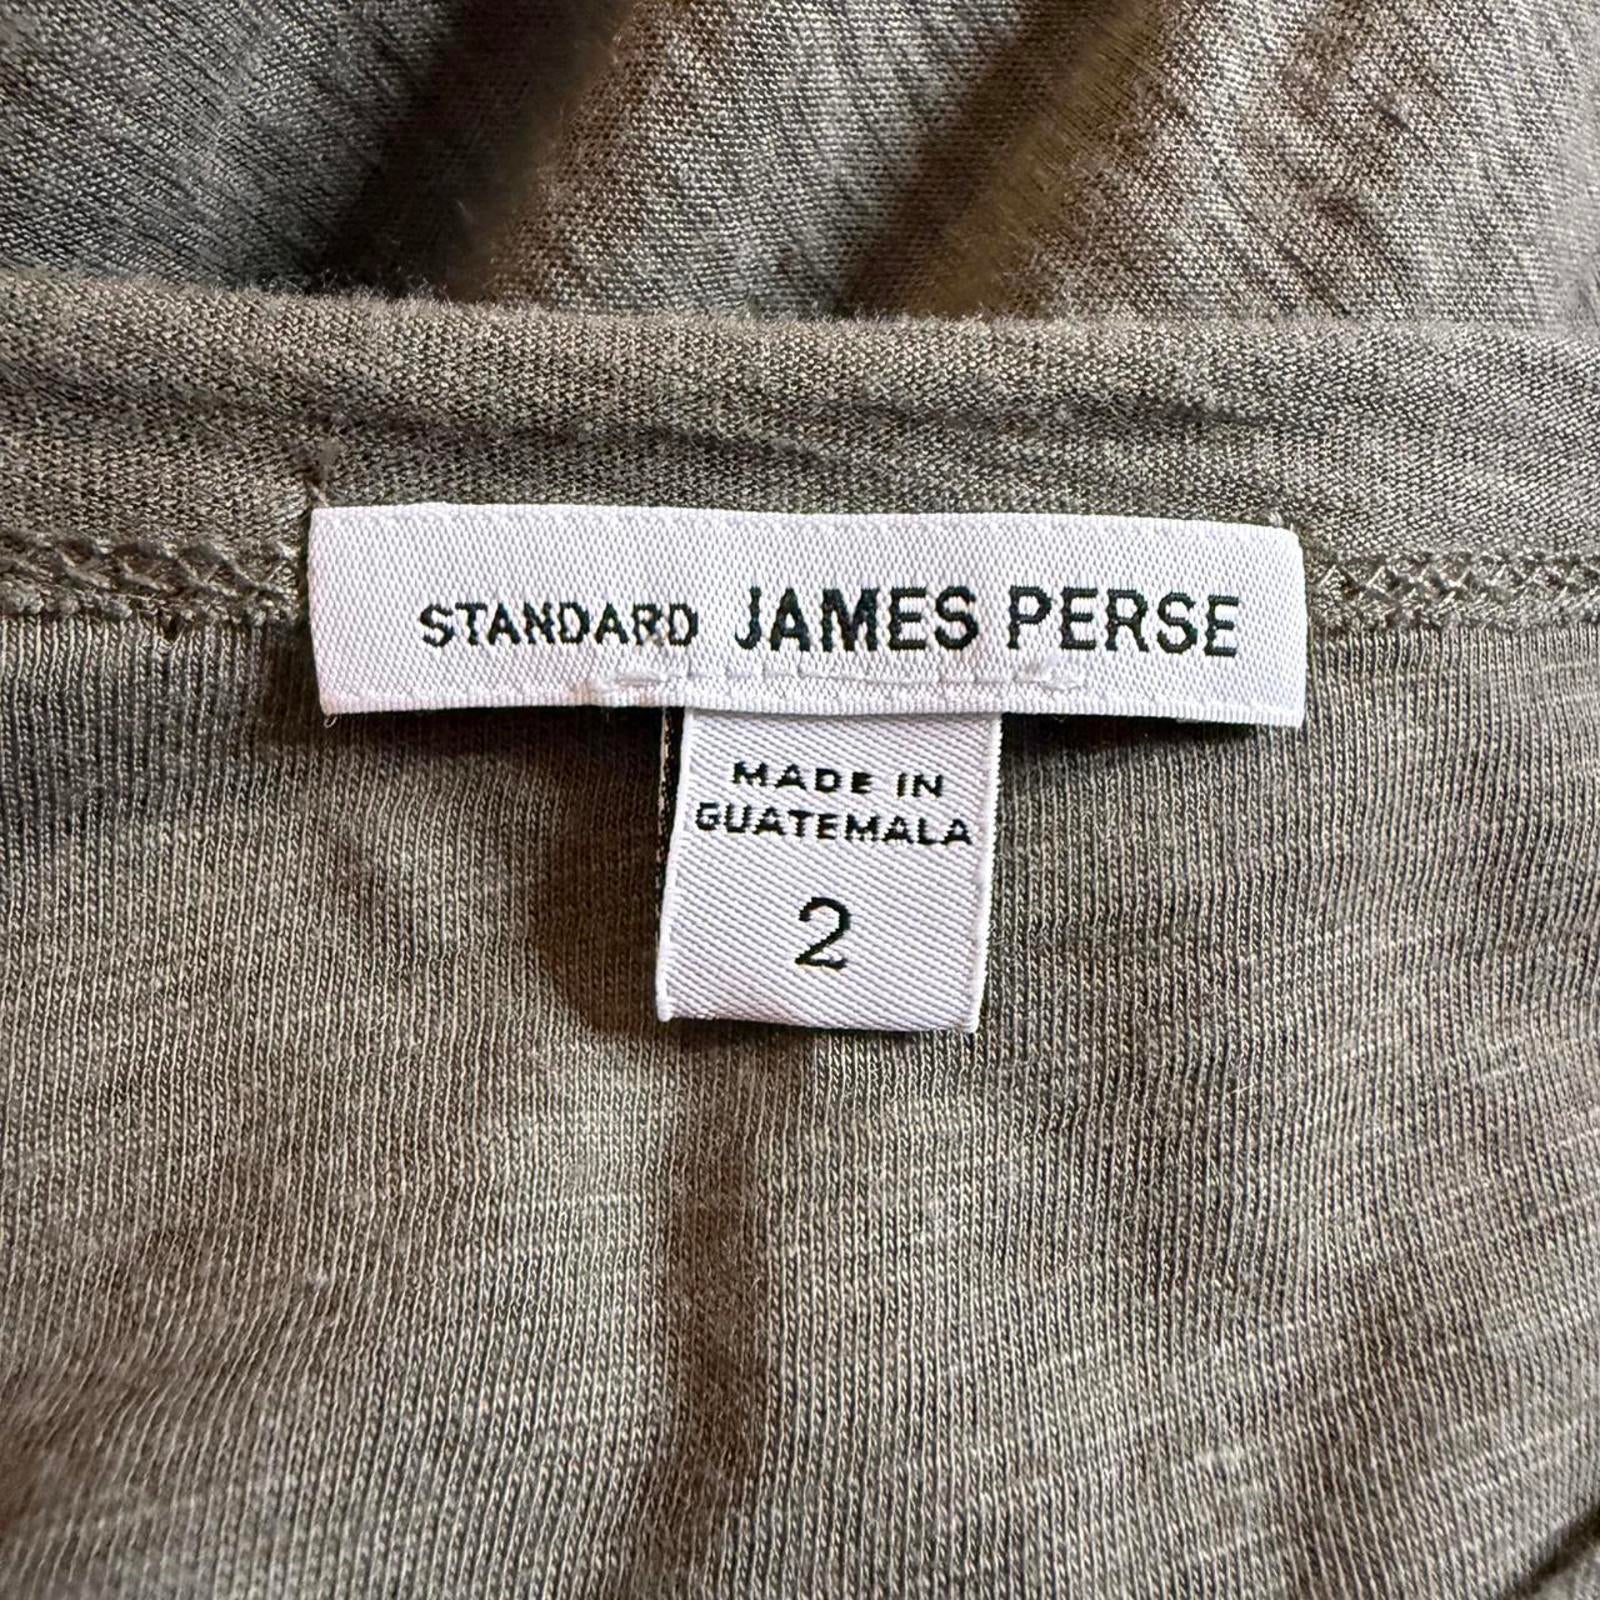 STANDARD JAMES PERSE
MADE IN
GUATEMALA
2